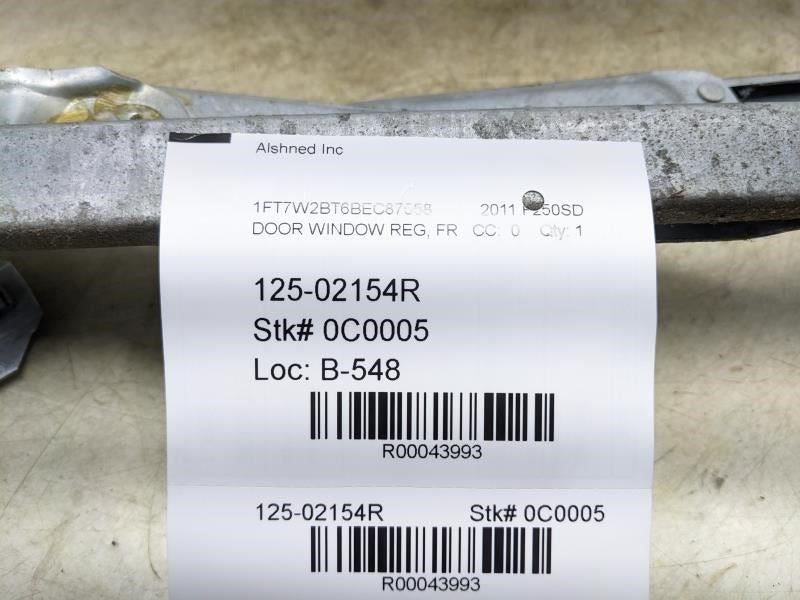 Alshned Inc
1FT7W2BT6BEC87558 2011 F250SD
DOOR WINDOW REG, FR CC: 0 Qty: 1
125-02154R
Stk# 0C0005
Loc: B-548
R00043993
125-02154R Stk# 0C0005
R00043993